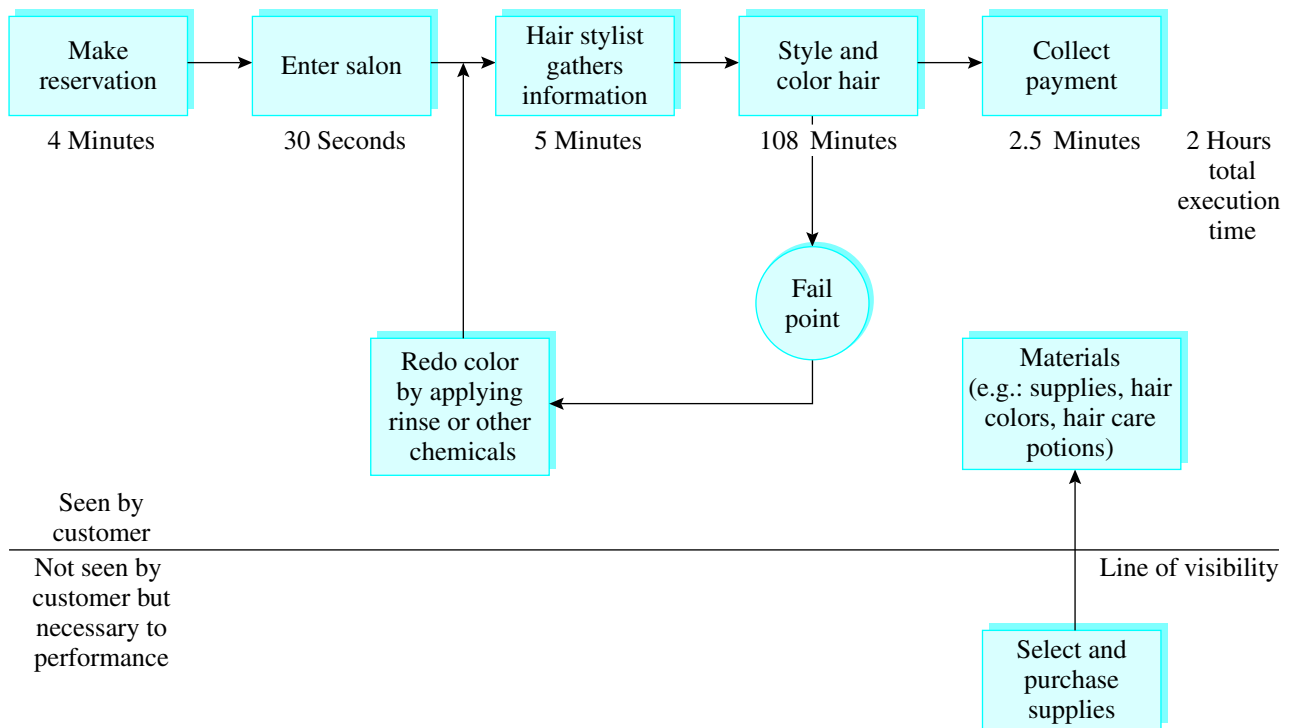 Make
reservation
4 Minutes
Enter salon
30 Seconds
Hair stylist
gathers
information
5 Minutes
Style and
color hair
108 Minutes
Collect
payment
2.5 Minutes
2 Hours
total
execution
time
Fail
point
Redo color
by applying
rinse or other
chemicals
Materials
(e.g.: supplies, hair
colors, hair care
potions)
Seen by
customer
Not seen by
customer but
necessary to
performance
Line of visibility
Select and
purchase
supplies